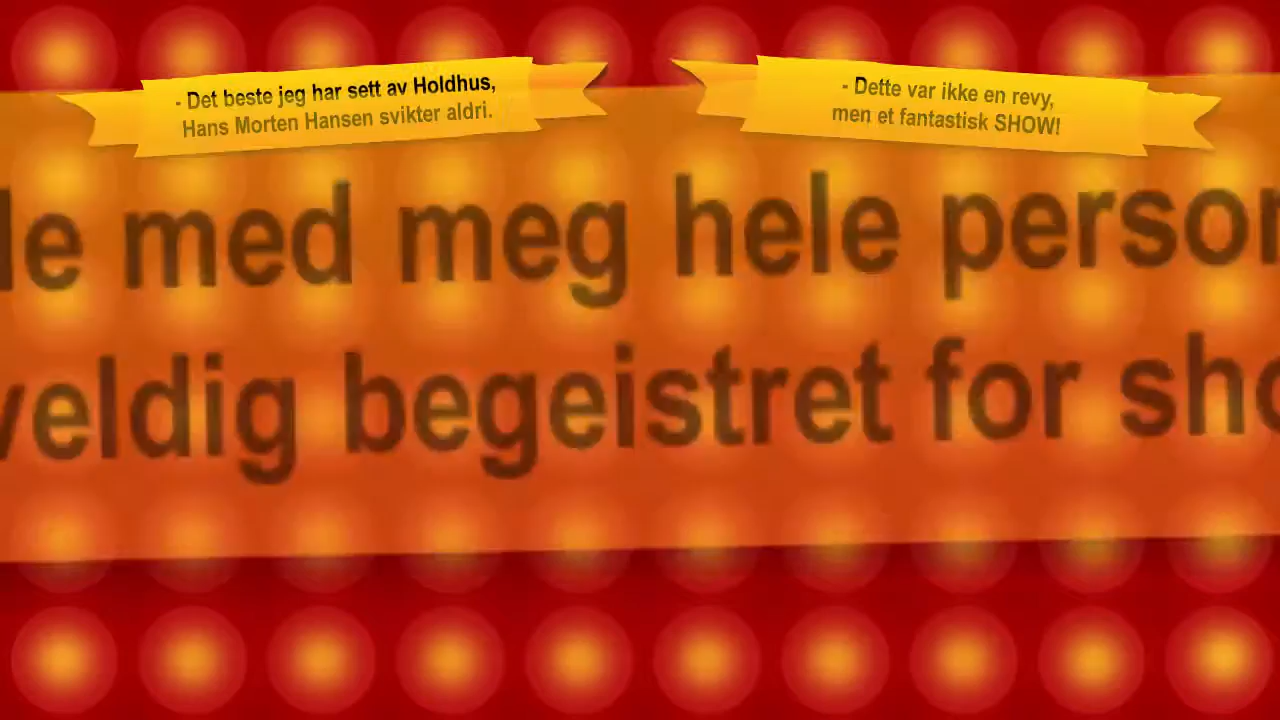 - Det beste jeg har sett av Holdhus,
Hans Morten Hansen svikter aldri.
- Dette var ikke en revy,
men et fantastisk SHOW!
med meg hele
veldig begeistret for